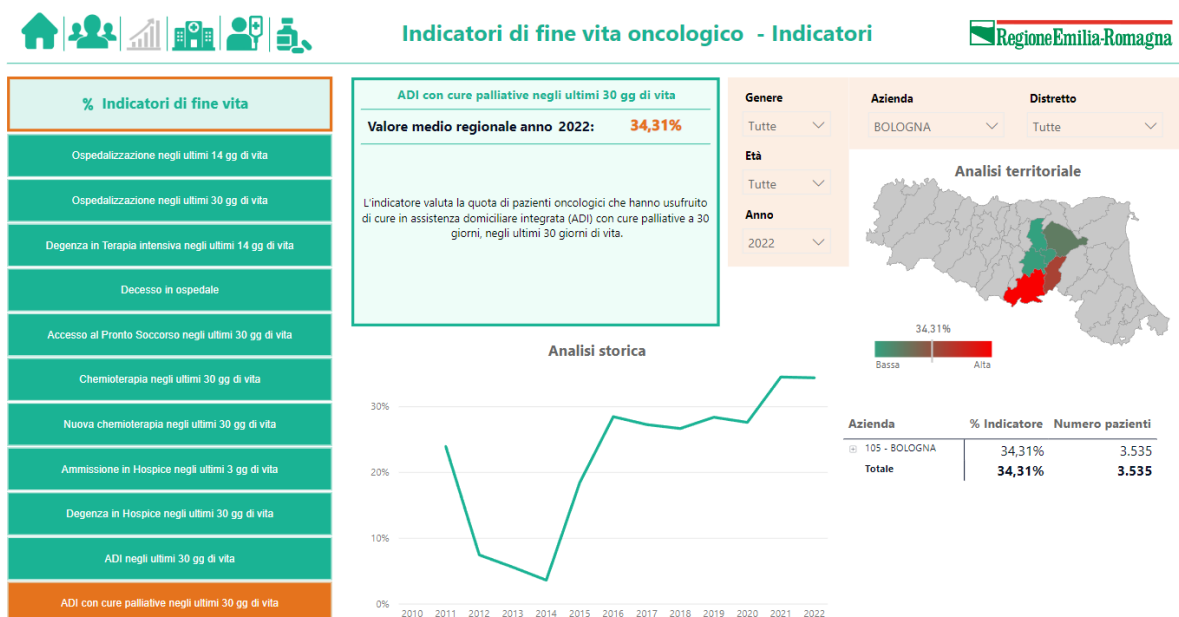 Indicatori di fine vita oncologico - Indicatori
RegioneEmilia-Romagna
% Indicatori di fine vita
Ospedalizzazione negli ultimi 14 gg di vita
Ospedalizzazione negli ultimi 30 gg di vita
Degenza in Terapia intensiva negli ultimi 14 gg di vita
Decesso in ospedale
Accesso al Pronto Soccorso negli ultimi 30 gg di vita
Chemioterapia negli ultimi 30 gg di vita
Nuova chemioterapia negli ultimi 30 gg di vita
Ammissione in Hospice negli ultimi 3 gg di vita
Degenza in Hospice negli ultimi 30 gg di vita
ADI negli ultimi 30 gg di vita
ADI con cure palliative negli ultimi 30 gg di vita
ADI con cure palliative negli ultimi 30 gg di vita
Valore medio regionale anno 2022: 34,31%
L'indicatore valuta la quota di pazienti oncologici che hanno usufruito
di cure in assistenza domiciliare integrata (ADI) con cure palliative a 30
giorni, negli ultimi 30 giorni di vita.
Genere
Tutte
Età
Tutte
Anno
2022
Azienda
BOLOGNA
Distretto
Tutte
Analisi territoriale
34,31%
Bassa Alta
Analisi storica
30%
20%
10%
0%
2010 2011 2012 2013 2014 2015 2016 2017 2018 2019 2020 2021 2022
Azienda % Indicatore Numero pazienti
105 - BOLOGNA 34,31% 3.535
Totale 34,31% 3.535